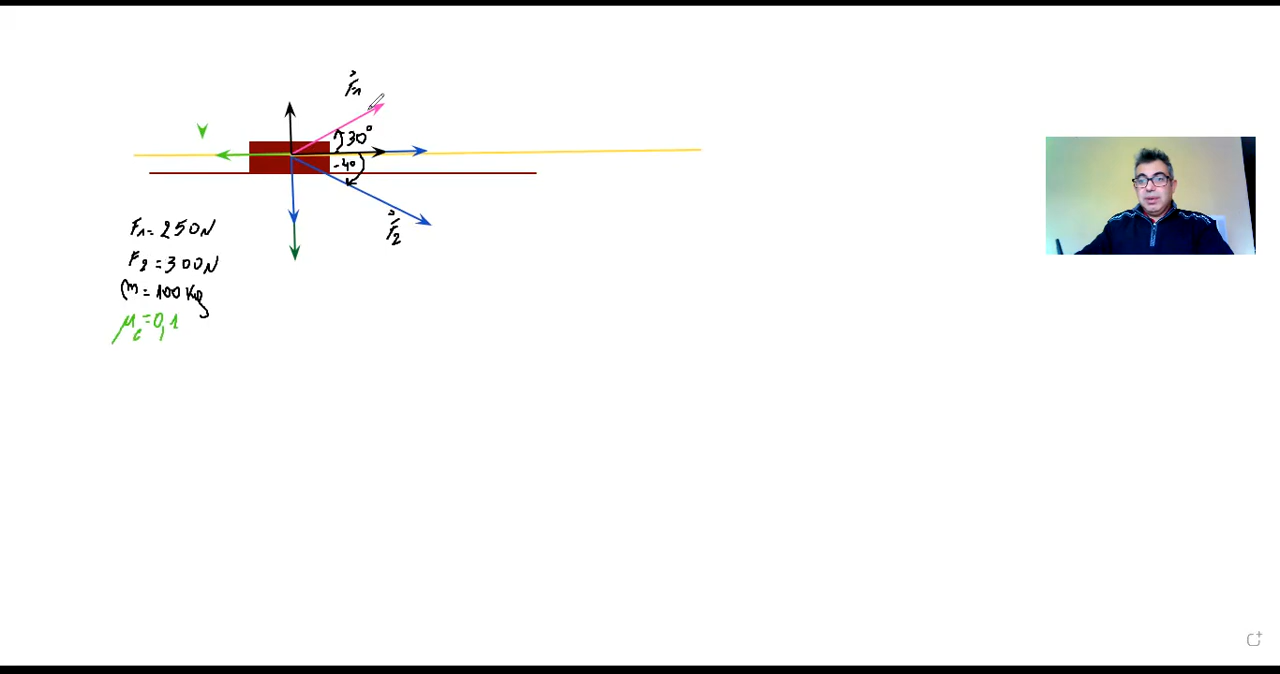 F1
30°
-40
F2
F1 = 250N
F2 = 300N
m = 100 Kg
μc = 0,1